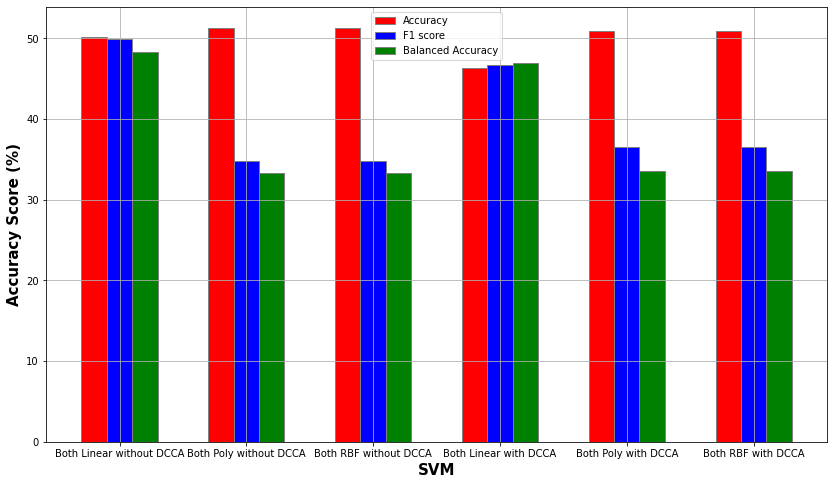 Accuracy
F1 score
Balanced Accuracy
Accuracy Score (%)
50
40
30
20
10
0
Both Linear without DCCA Both Poly without DCCA Both RBF without DCCA Both Linear with DCCA Both Poly with DCCA Both RBF with DCCA
SVM